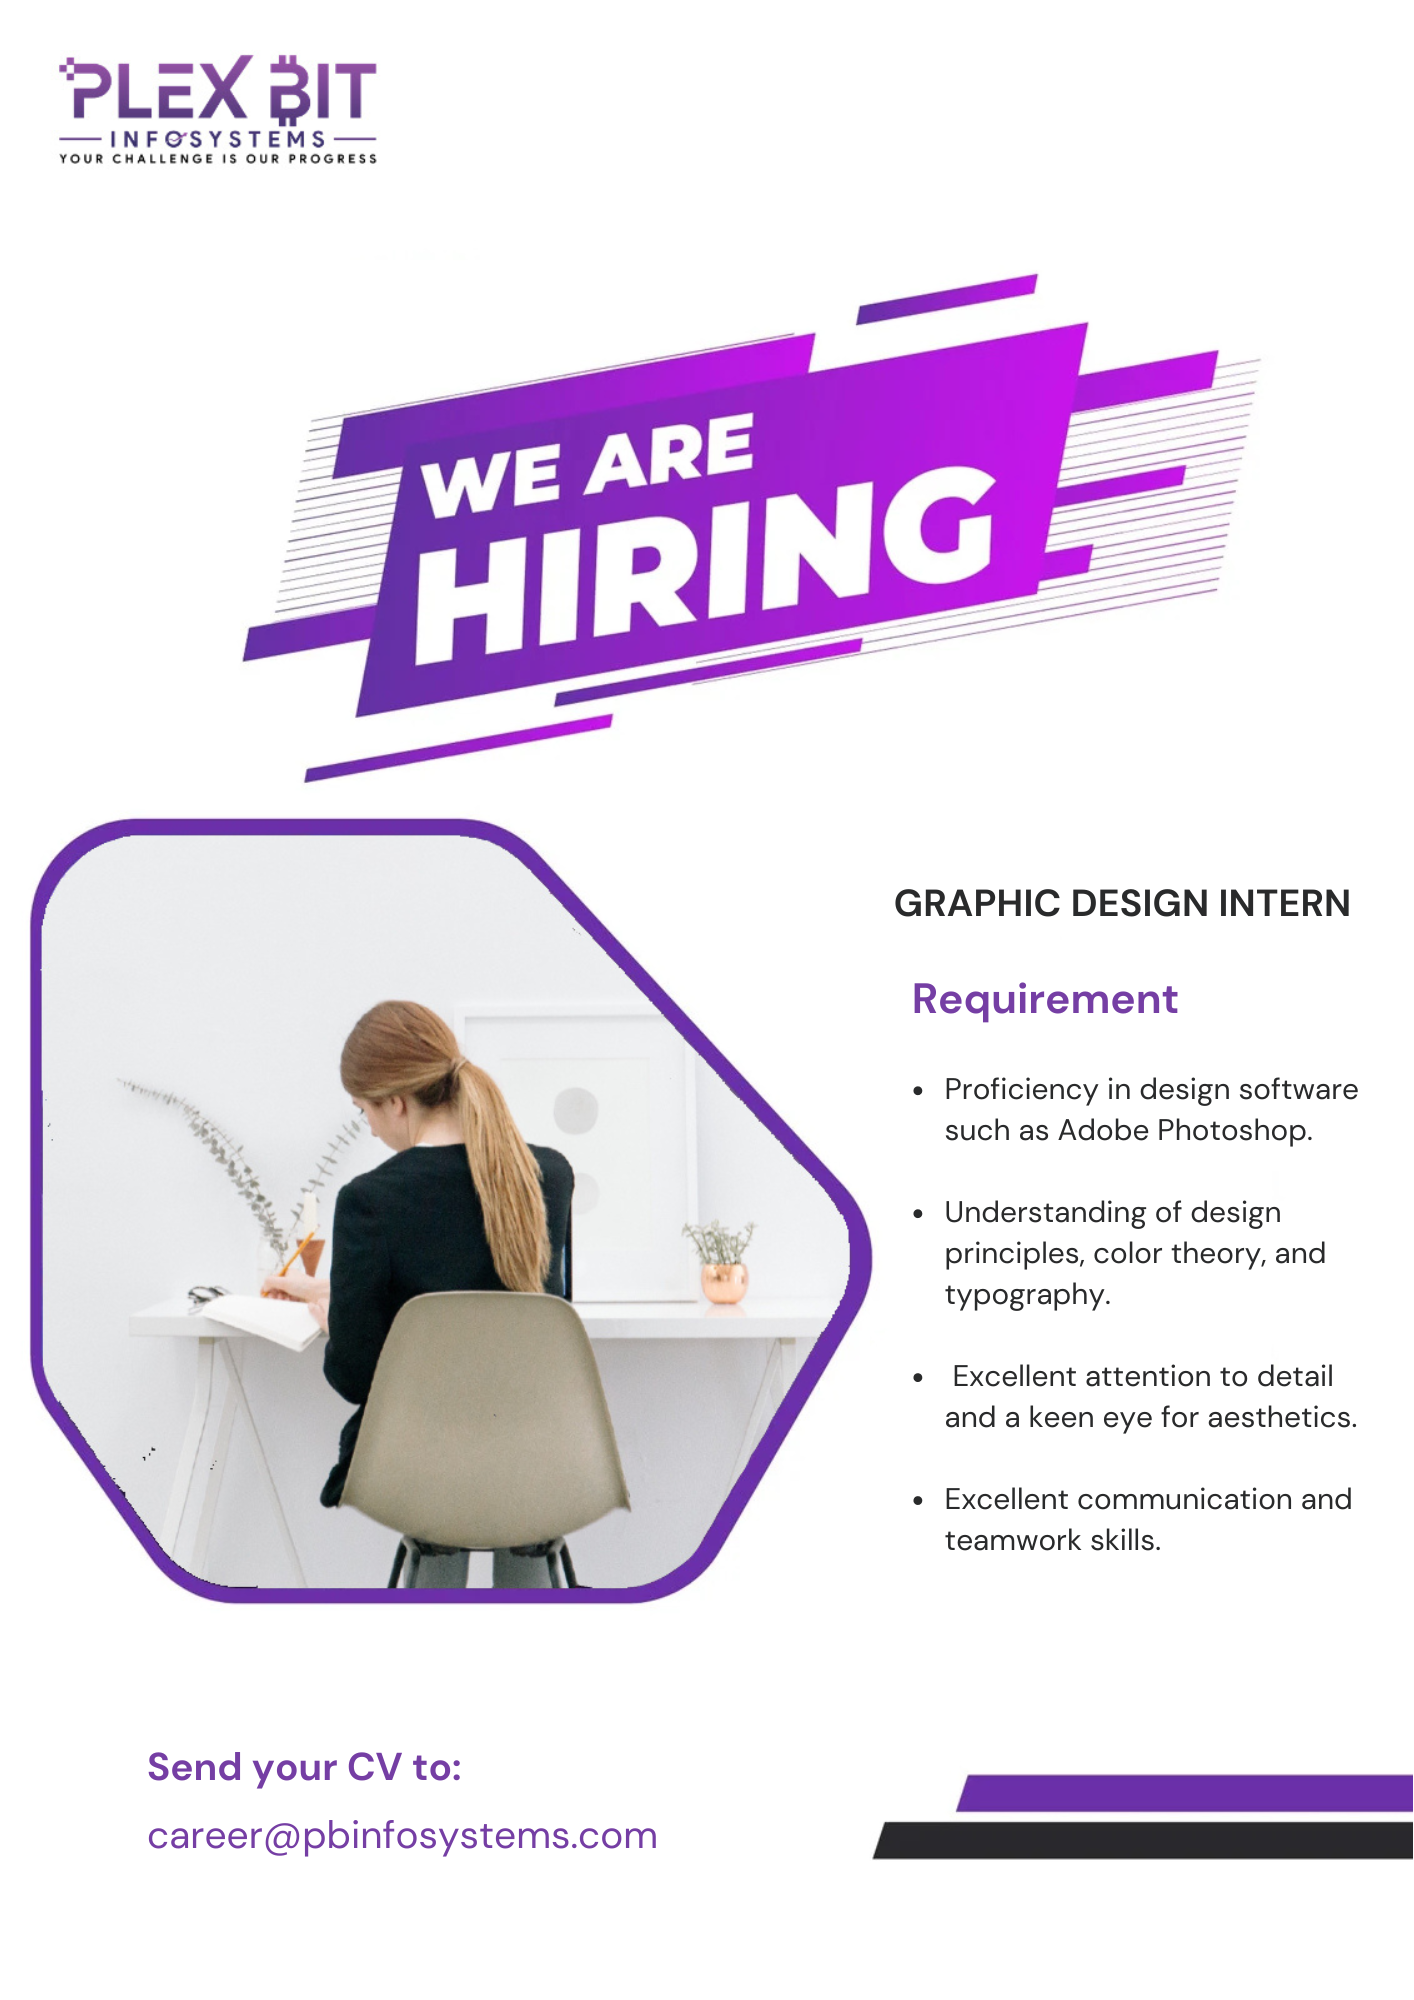 PLEX BIT
INFOSYSTEMS
YOUR CHALLENGE IS OUR PROGRESS
WE ARE
HIRING
GRAPHIC DESIGN INTERN
Requirement
• Proficiency in design software
such as Adobe Photoshop.
• Understanding of design
principles, color theory, and
typography.
• Excellent attention to detail
and a keen eye for aesthetics.
• Excellent communication and
teamwork skills.
Send your CV to:
career@pbinfosystems.com